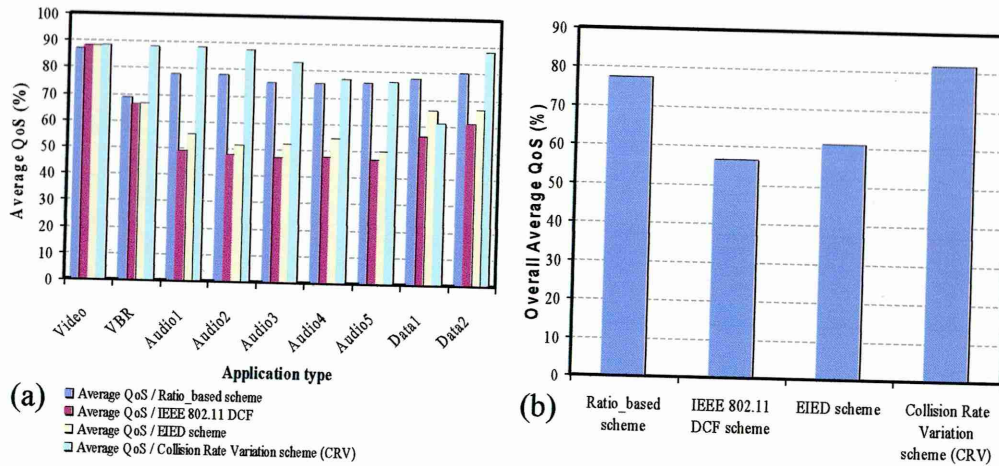 Average QoS (%)
100
90
80
70
60
50
40
30
20
10
0
Video
VBR
Audio1
Audio2
Audio3
Audio4
Audio5
Data1
Data2
Application type
(a)
Average QoS / Ratio_based scheme
Average QoS / IEEE 802.11 DCF
Average QoS / EIED scheme
Average QoS / Collision Rate Variation scheme (CRV)
Overall Average QoS (%)
90
80
70
60
50
40
30
20
10
0
(b)
Ratio_based
scheme
IEEE 802.11
DCF scheme
EIED scheme
Collision Rate
Variation
scheme (CRV)